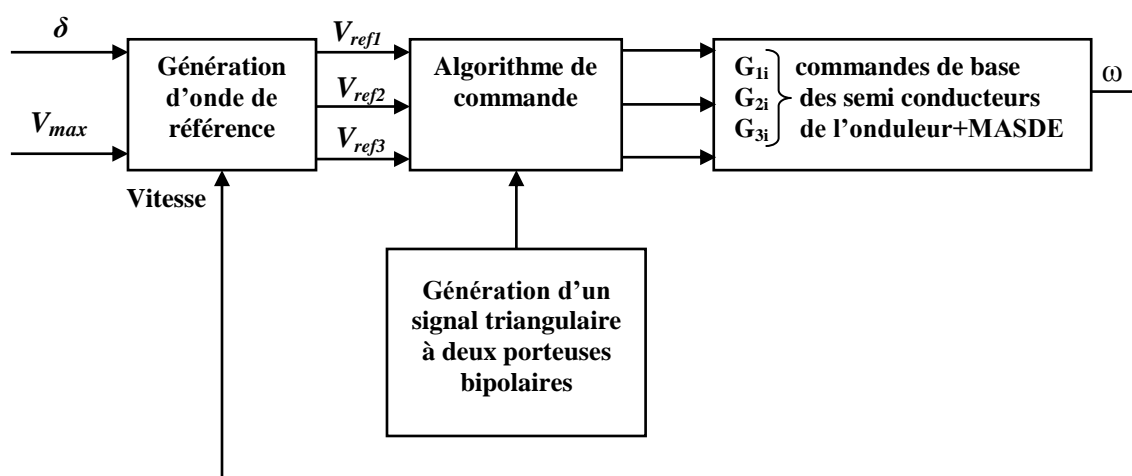 δ
V_max
Génération
d'onde de
référence
Vitesse
V_ref1
V_ref2
V_ref3
Algorithme de
commande
G_1i commandes de base
G_2i des semi conducteurs
G_3i de l'onduleur+MASDE
ω
Génération d'un
signal triangulaire
à deux porteuses
bipolaires